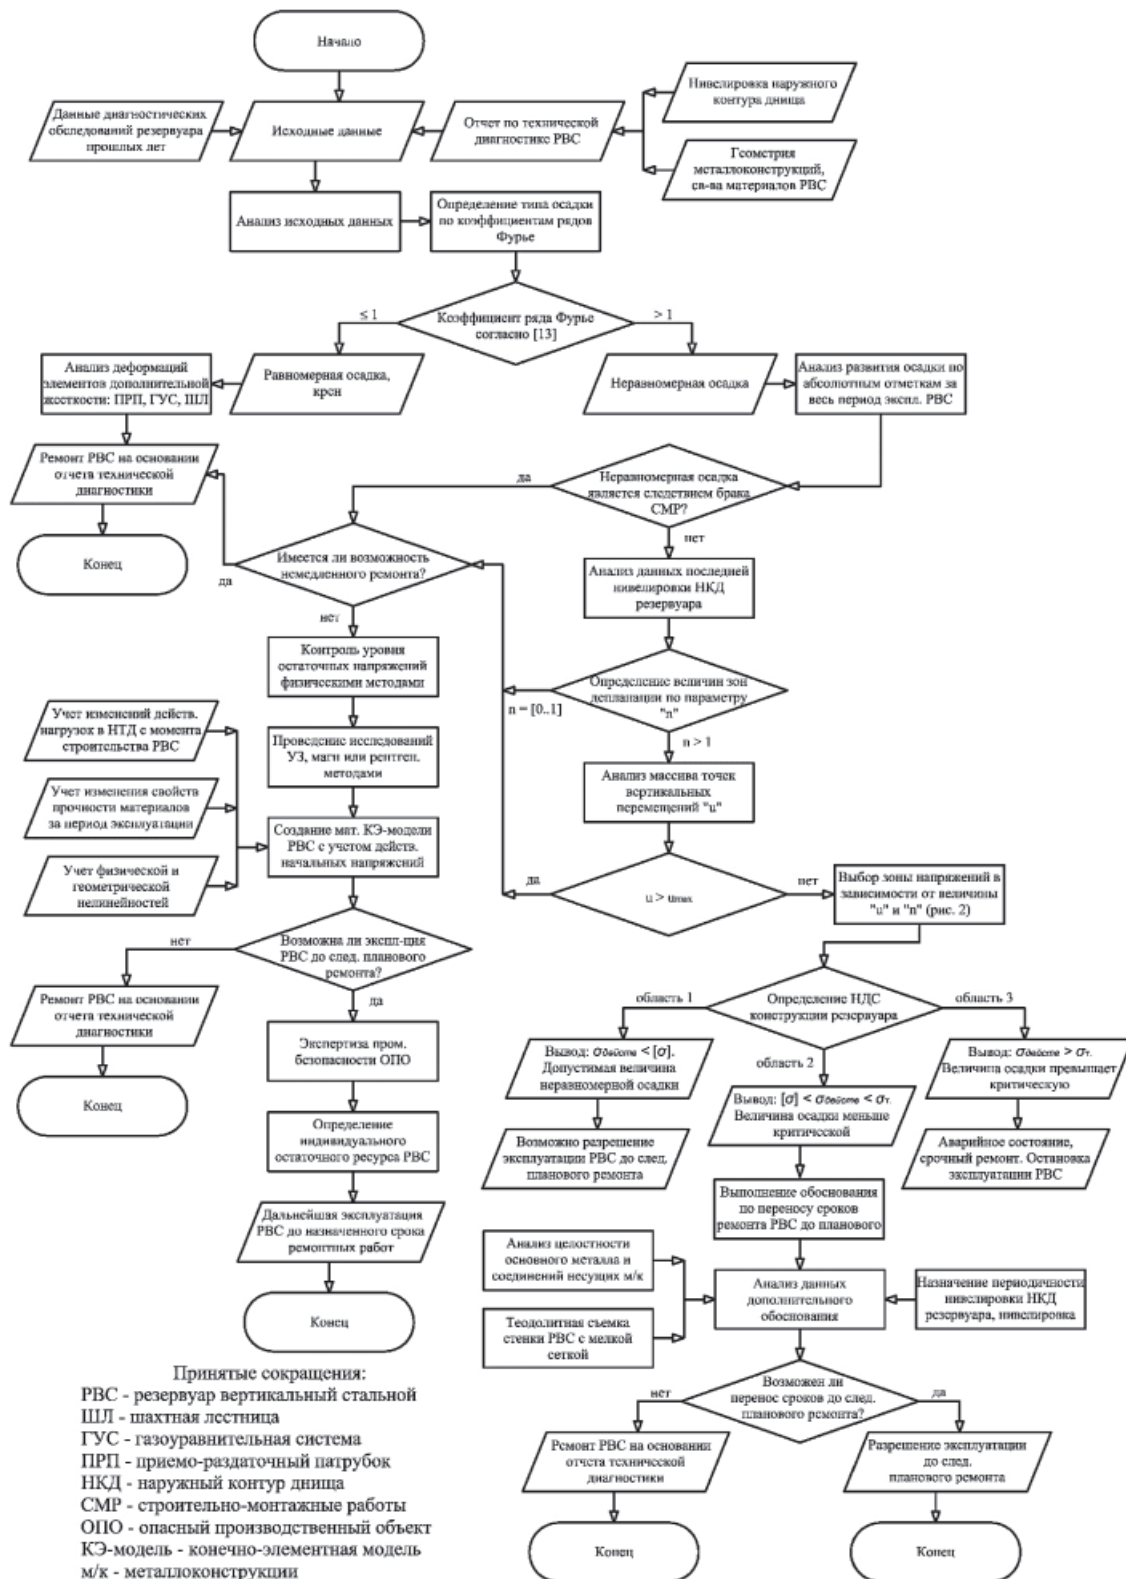 Начало
Данные диагностических
обследований резервуара
прошлых лет
Исходные данные
Отчет по технической
диагностике РВС
Нивелировка наружного
контура днища
Геометрия
металлоконструкций,
св-ва материалов РВС
Анализ исходных данных
Определение типа осадки
по коэффициентам рядов
Фурье
Коэффициент ряда Фурье
согласно [13]
≤ 1
> 1
Анализ деформаций
элементов дополнительной
жесткости: ПРП, ГУС, ШЛ
Равномерная осадка,
крен
Неравномерная осадка
Анализ развития осадки по
абсолютным отметкам за
весь период экспл. РВС
Ремонт РВС на основании
отчета технической
диагностики
Конец
да
Неравномерная осадка
является следствием брака
СМР?
нет
Имеется ли возможность
немедленного ремонта?
да
нет
Анализ данных последней
нивелировки НКД
резервуара
Контроль уровня
остаточных напряжений
физическими методами
Определение величин зон
депланации по параметру
"n"
n = [0..1]
n > 1
Учет изменений действ.
нагрузок в НТД с момента
строительства РВС
Проведение исследований
УЗ, магн или рентген.
методами
Анализ массива точек
вертикальных
перемещений "u"
Учет изменения свойств
прочности материалов
за период эксплуатации
Создание мат. КЭ-модели
РВС с учетом действ.
начальных напряжений
Учет физической и
геометрической
нелинейностей
да
u > umax
нет
Выбор зоны напряжений в
зависимости от величины
"u" и "n" (рис. 2)
нет
Возможна ли экспл-ция
РВС до след. планового
ремонта?
да
Ремонт РВС на основании
отчета технической
диагностики
Конец
Экспертиза пром.
безопасности ОПО
Определение
индивидуального
остаточного ресурса РВС
Дальнейшая эксплуатация
РВС до назначенного срока
ремонтных работ
Конец
область 1
Определение НДС
конструкции резервуара
область 3
область 2
Вывод: σдейств < [σ].
Допустимая величина
неравномерной осадки
Вывод: [σ] < σдейств < σт.
Величина осадки меньше
критической
Вывод: σдейств > σт.
Величина осадки превышает
критическую
Возможно разрешение
эксплуатации РВС до след.
планового ремонта
Аварийное состояние,
срочный ремонт. Остановка
эксплуатации РВС
Выполнение обоснования
по переносу сроков
ремонта РВС до планового
Анализ целостности
основного металла и
соединений несущих м/к
Теодолитная съемка
стенки РВС с мелкой
сеткой
Анализ данных
дополнительного
обоснования
Назначение периодичности
нивелировки НКД
резервуара, нивелировка
нет
Возможен ли
перенос сроков до след.
планового ремонта?
да
Ремонт РВС на основании
отчета технической
диагностики
Разрешение эксплуатации
до след.
планового ремонта
Конец
Конец
Принятые сокращения:
РВС - резервуар вертикальный стальной
ШЛ - шахтная лестница
ГУС - газоуравнительная система
ПРП - приемо-раздаточный патрубок
НКД - наружный контур днища
СМР - строительно-монтажные работы
ОПО - опасный производственный объект
КЭ-модель - конечно-элементная модель
м/к - металлоконструкции